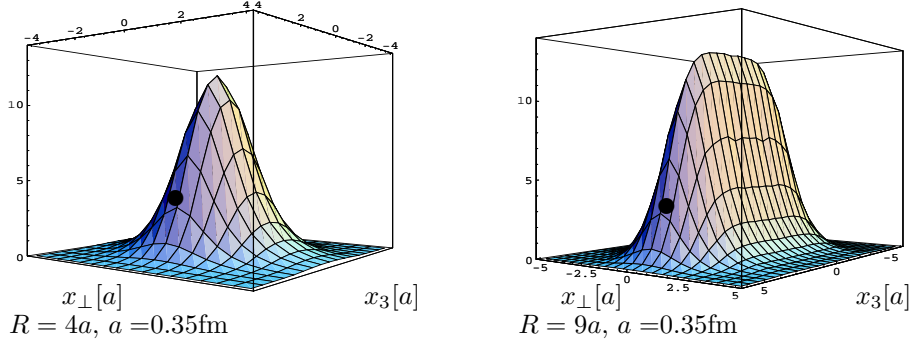 -4 -2 0 2 4 4 2 0 -2 -4
10
5
0
x⊥[a] x₃[a]
R = 4a, a =0.35fm
10
5
0
-5 -2.5 0 2.5 5 5 0 -5
x⊥[a] x₃[a]
R = 9a, a =0.35fm